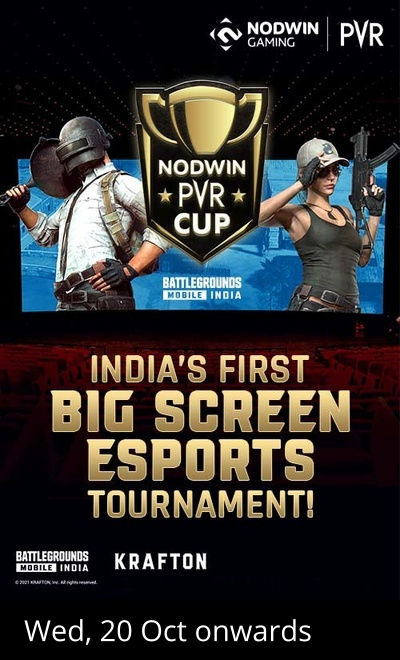 NODWIN
GAMING
PVR
NODWIN
PVR
CUP
BATTLEGROUNDS
MOBILE INDIA
INDIA'S FIRST
BIG SCREEN
ESPORTS
TOURNAMENT!
BATTLEGROUNDS
MOBILE INDIA
KRAFTON
© 2021 KRAFTON, Inc. All rights reserved.
Wed, 20 Oct onwards